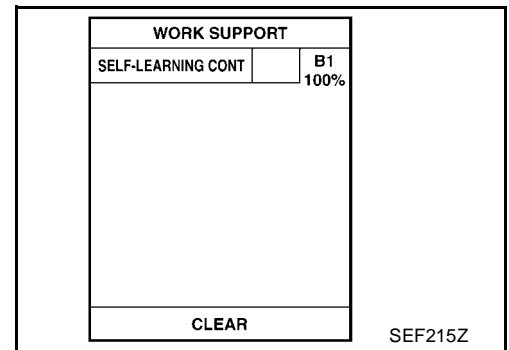 WORK SUPPORT
SELF-LEARNING CONT B1
100%
CLEAR
SEF215Z